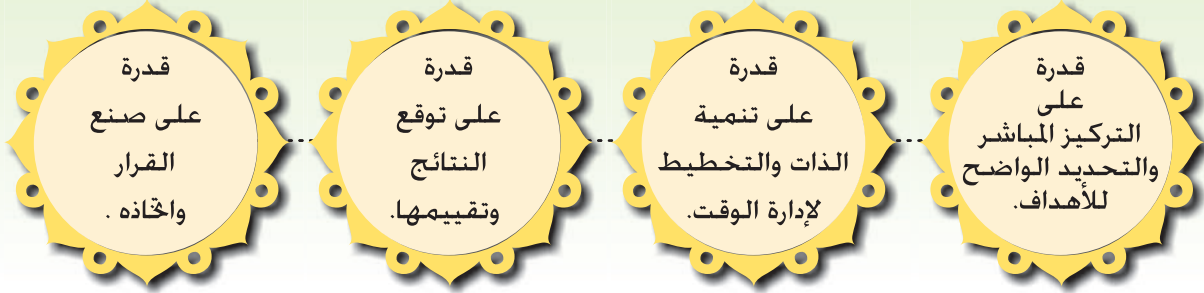 قدرة
على
التركيز المباشر
والتحديد الواضح
للأهداف.
قدرة
على تنمية
الذات والتخطيط
لإدارة الوقت.
قدرة
على توقع
النتائج
وتقييمها.
قدرة
على صنع
القرار
واتخاذه .